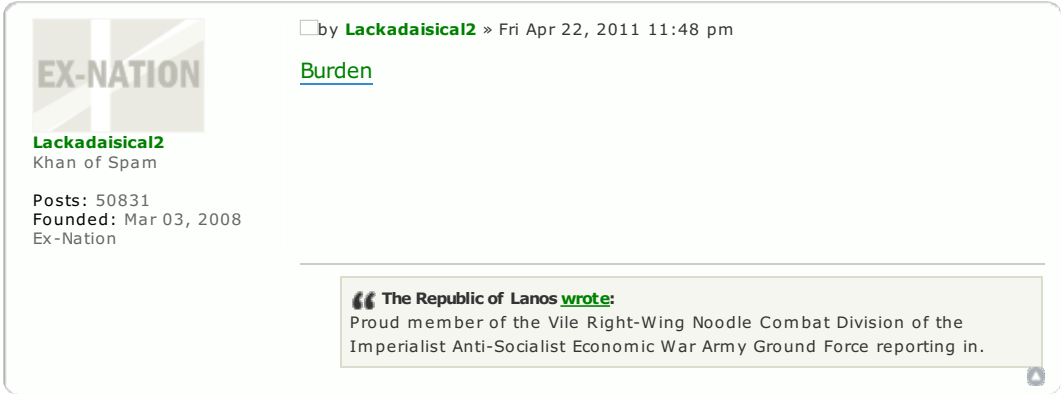 EX-NATION
Lackadaisical2
Khan of Spam
Posts: 50831
Founded: Mar 03, 2008
Ex-Nation
by Lackadaisical2 » Fri Apr 22, 2011 11:48 pm
Burden
The Republic of Lanos wrote:
Proud member of the Vile Right-Wing Noodle Combat Division of the
Imperialist Anti-Socialist Economic War Army Ground Force reporting in.